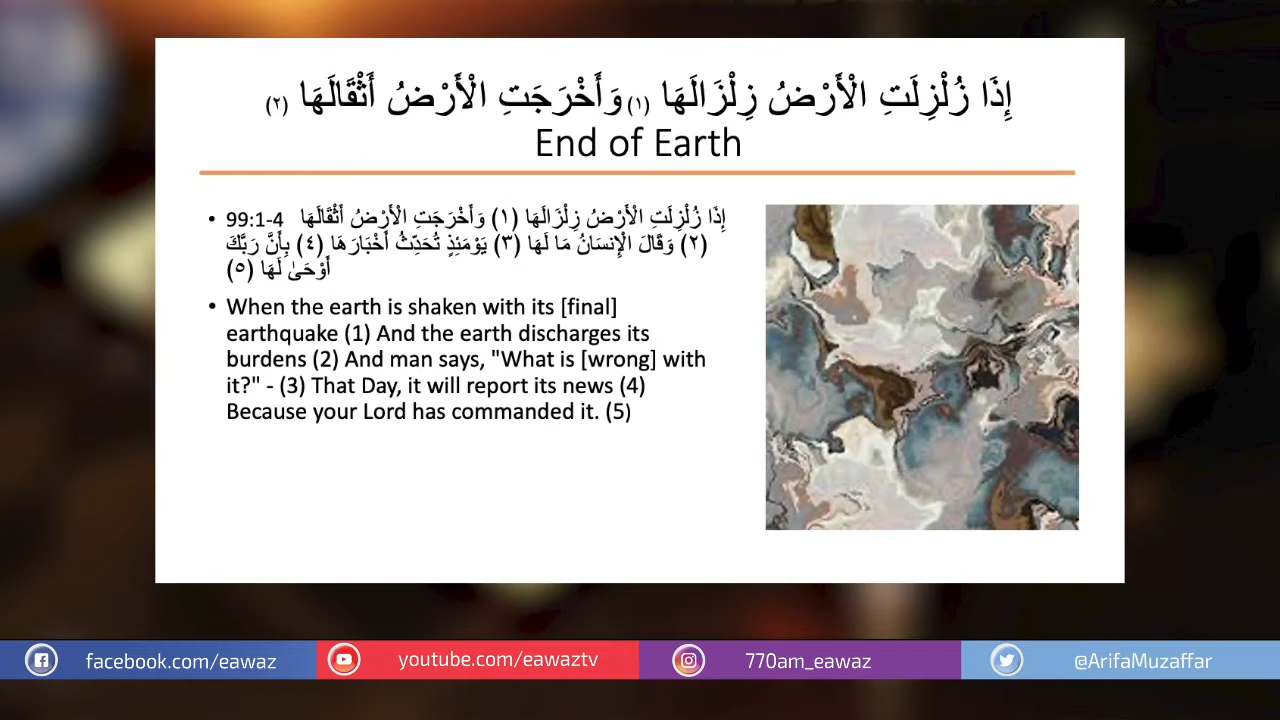 إِذَا زُلْزِلَتِ الْأَرْضُ زِلْزَالَهَا (١) وَأَخْرَجَتِ الْأَرْضُ أَثْقَالَهَا (٢)
End of Earth
• 99:1-4 إِذَا زُلْزِلَتِ الْأَرْضُ زِلْزَالَهَا (١) وَأَخْرَجَتِ الْأَرْضُ أَثْقَالَهَا
(٢) وَقَالَ الْإِنسَانُ مَا لَهَا (٣) يَوْمَئِذٍ تُحَدِّثُ أَخْبَارَهَا (٤) بِأَنَّ رَبَّكَ
أَوْحَىٰ لَهَا (٥)
• When the earth is shaken with its [final]
earthquake (1) And the earth discharges its
burdens (2) And man says, "What is [wrong] with
it?" - (3) That Day, it will report its news (4)
Because your Lord has commanded it. (5)
facebook.com/eawaz
youtube.com/eawaztv
770am_eawaz
@ArifaMuzaffar